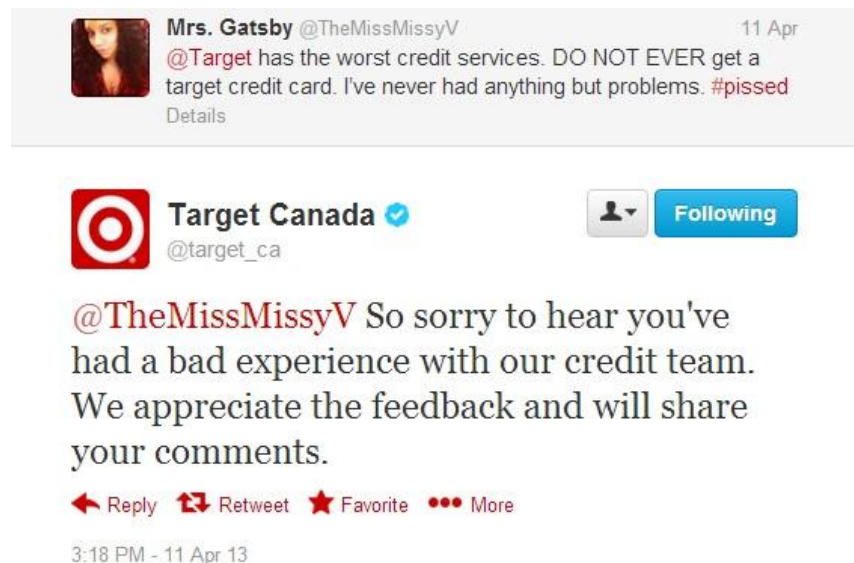 Mrs. Gatsby @TheMissMissyV 11 Apr
@Target has the worst credit services. DO NOT EVER get a
target credit card. I've never had anything but problems. #pissed
Details
Target Canada
Following
@target_ca
@TheMissMissyV So sorry to hear you've
had a bad experience with our credit team.
We appreciate the feedback and will share
your comments.
Reply Retweet Favorite More
3:18 PM - 11 Apr 13